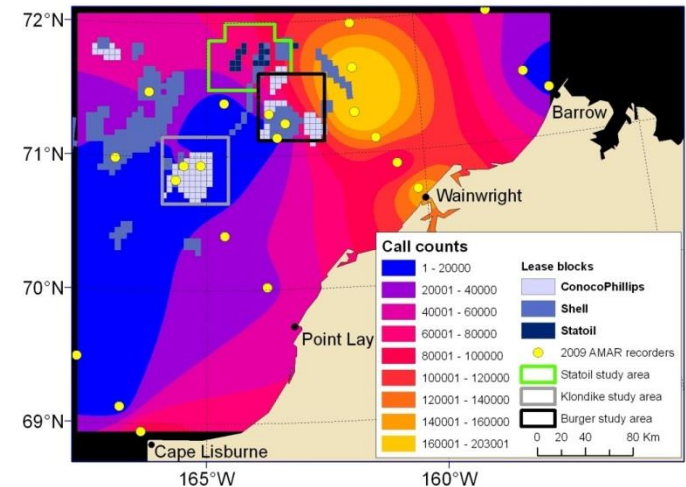 72°N
71°N
70°N
69°N
165°W
160°W
Barrow
Wainwright
Point Lay
Cape Lisburne
Call counts
1 - 20000
20001 - 40000
40001 - 60000
60001 - 80000
80001 - 100000
100001 - 120000
120001 - 140000
140001 - 160000
160001 - 203001
Lease blocks
ConocoPhillips
Shell
Statoil
2009 AMAR recorders
Statoil study area
Klondike study area
Burger study area
0 20 40 80 Km